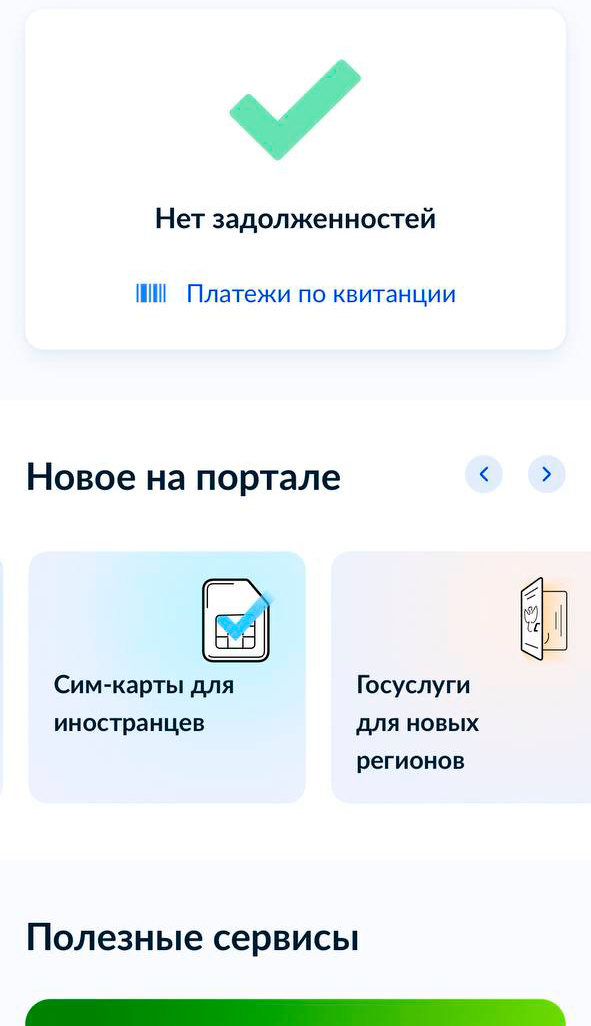 Нет задолженностей
Платежи по квитанции
Новое на портале
Сим-карты для
иностранцев
Госуслуги
для новых
регионов
Полезные сервисы